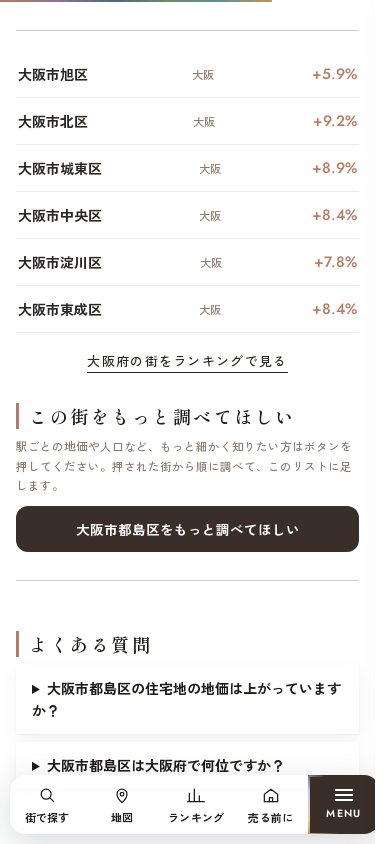 大阪市旭区 大阪 +5.9%
大阪市北区 大阪 +9.2%
大阪市城東区 大阪 +8.9%
大阪市中央区 大阪 +8.4%
大阪市淀川区 大阪 +7.8%
大阪市東成区 大阪 +8.4%
大阪府の街をランキングで見る
この街をもっと調べてほしい
駅ごとの地価や人口など、もっと細かく知りたい方はボタンを
押してください。押された街から順に調べて、このリストに足
します。
大阪市都島区をもっと調べてほしい
よくある質問
▶ 大阪市都島区の住宅地の地価は上がっています
か？
▶ 大阪市都島区は大阪府で何位ですか？
街で探す 地図 ランキング 売る前に MENU